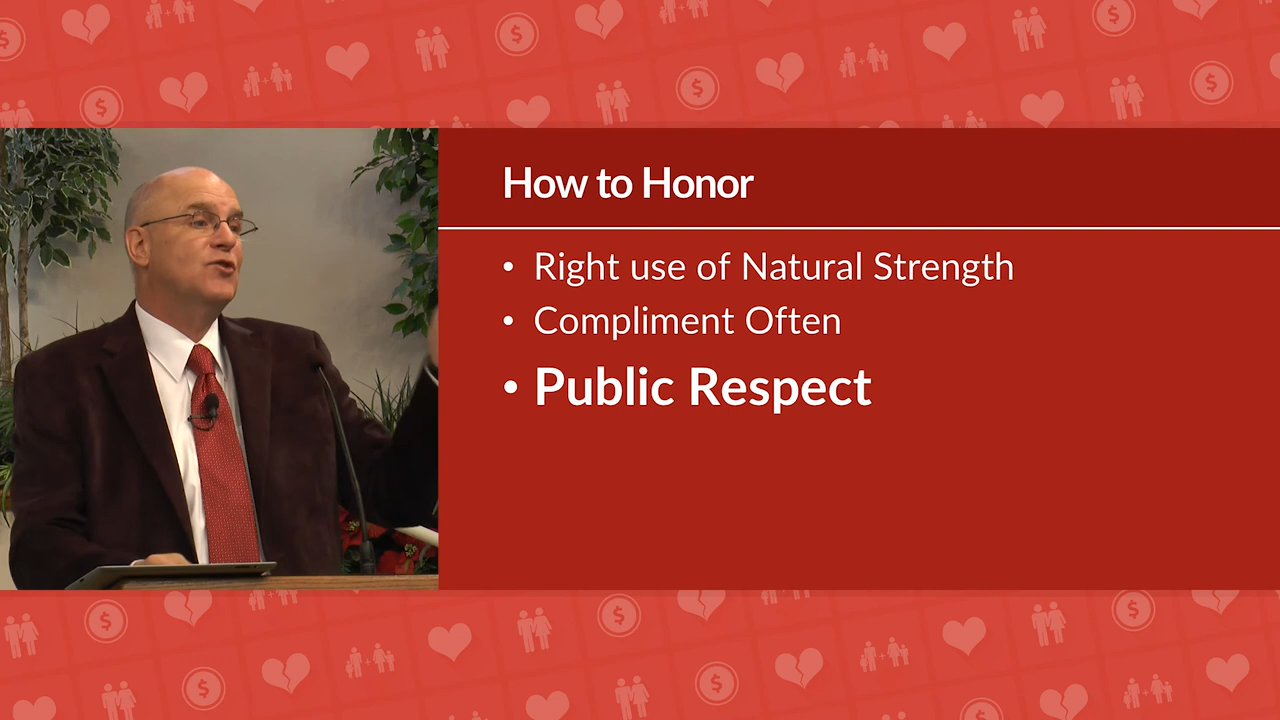 How to Honor
• Right use of Natural Strength
• Compliment Often
• Public Respect